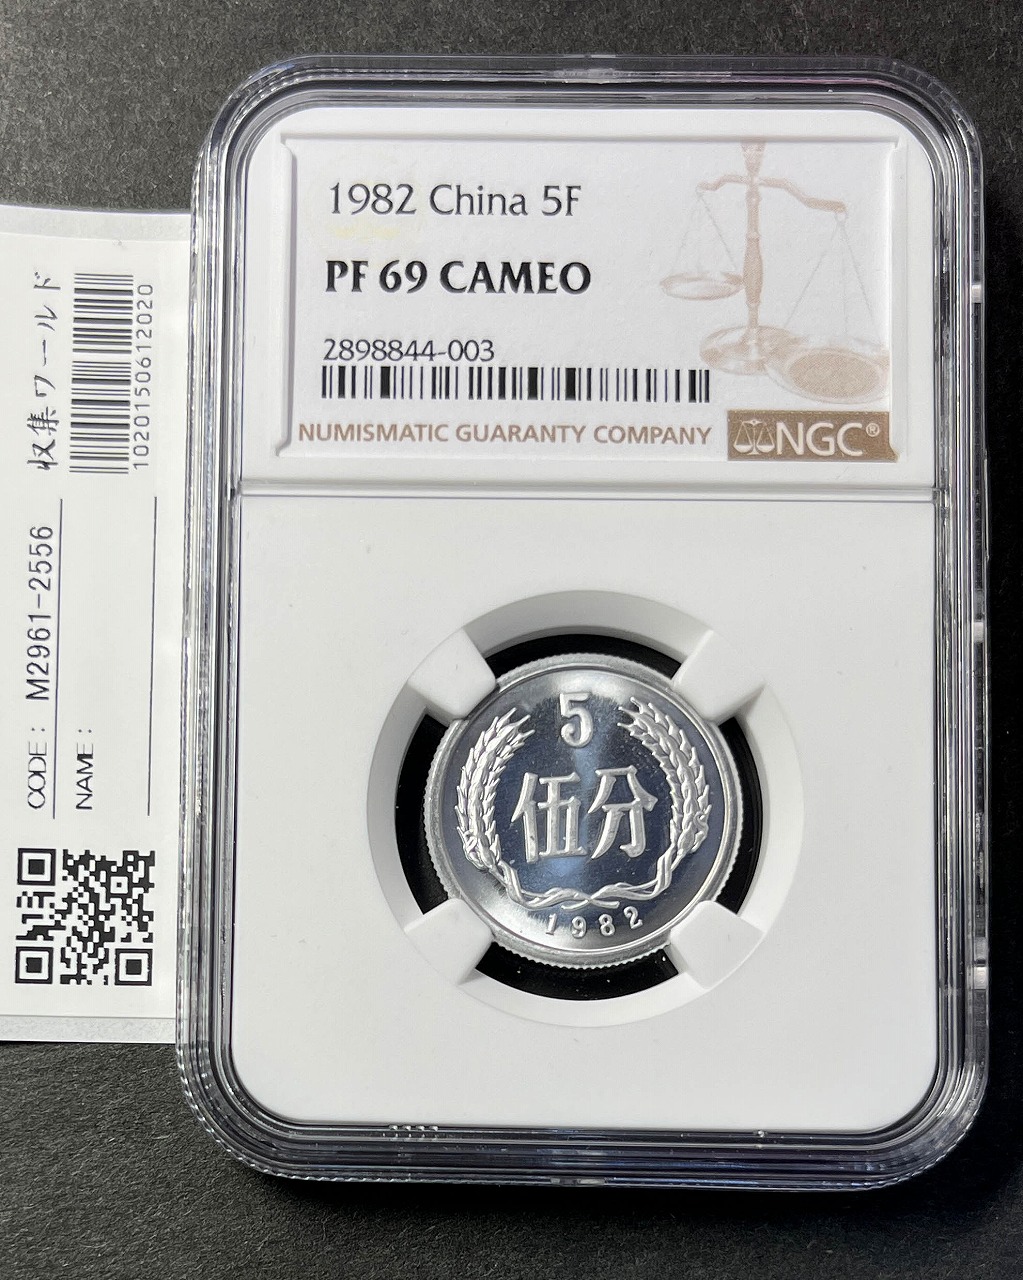 1982 China 5F
PF 69 CAMEO
2898844-003
NUMISMATIC GUARANTY COMPANY
NGC®
5
伍分
1982
収集ワールド
1020150612020
CODE: M2961-2556
NAME: